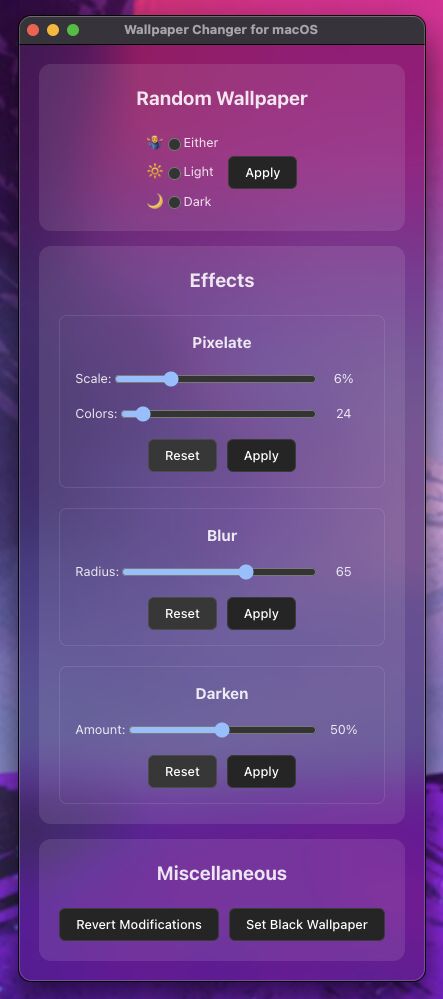 Wallpaper Changer for macOS
Random Wallpaper
Either
Light
Apply
Dark
Effects
Pixelate
Scale: 6%
Colors: 24
Reset Apply
Blur
Radius: 65
Reset Apply
Darken
Amount: 50%
Reset Apply
Miscellaneous
Revert Modifications Set Black Wallpaper